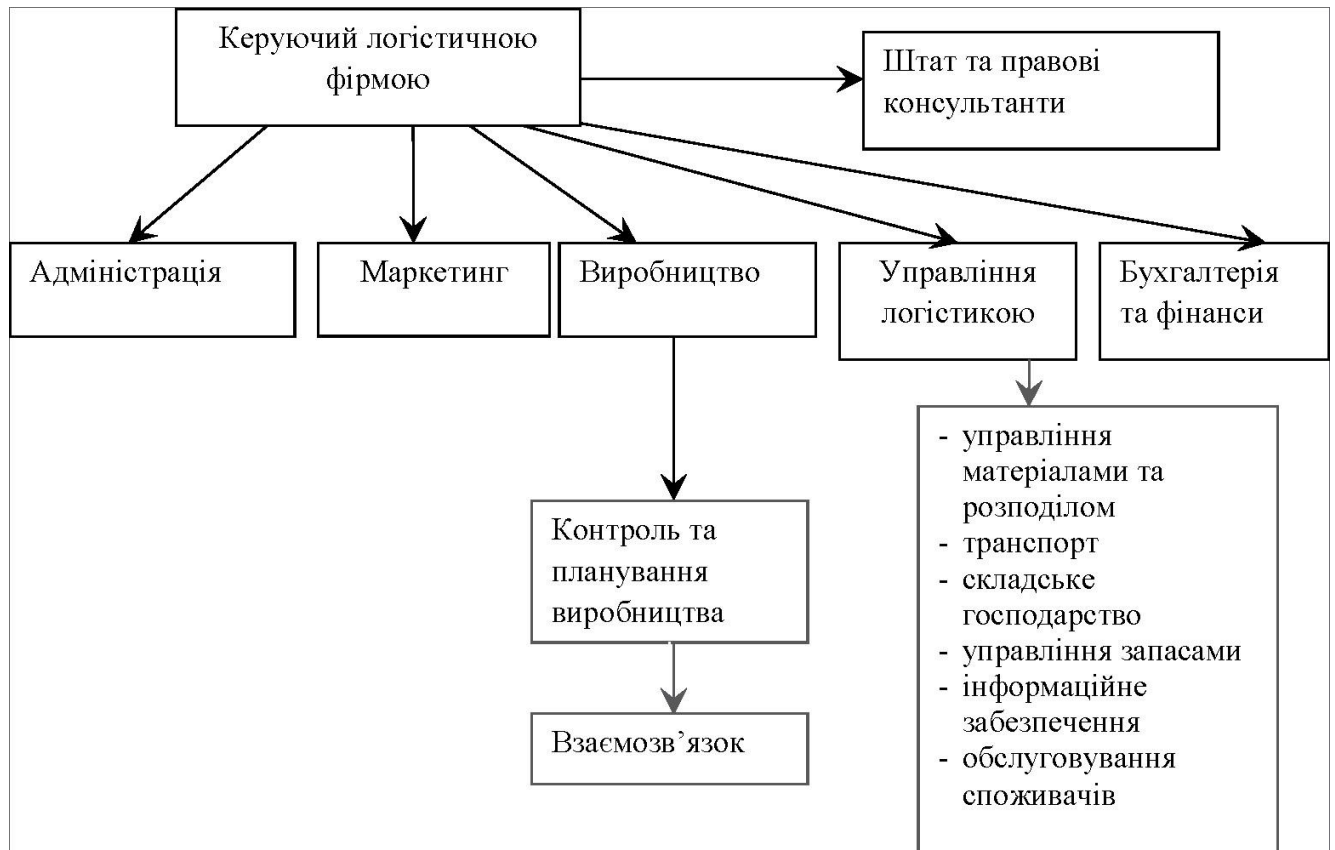 Керуючий логістичною
фірмою
Штат та правові
консультанти
Адміністрація
Маркетинг
Виробництво
Управління
логістикою
Бухгалтерія
та фінанси
Контроль та
планування
виробництва
Взаємозв’язок
- управління
матеріалами та
розподілом
- транспорт
- складське
господарство
- управління запасами
- інформаційне
забезпечення
- обслуговування
споживачів